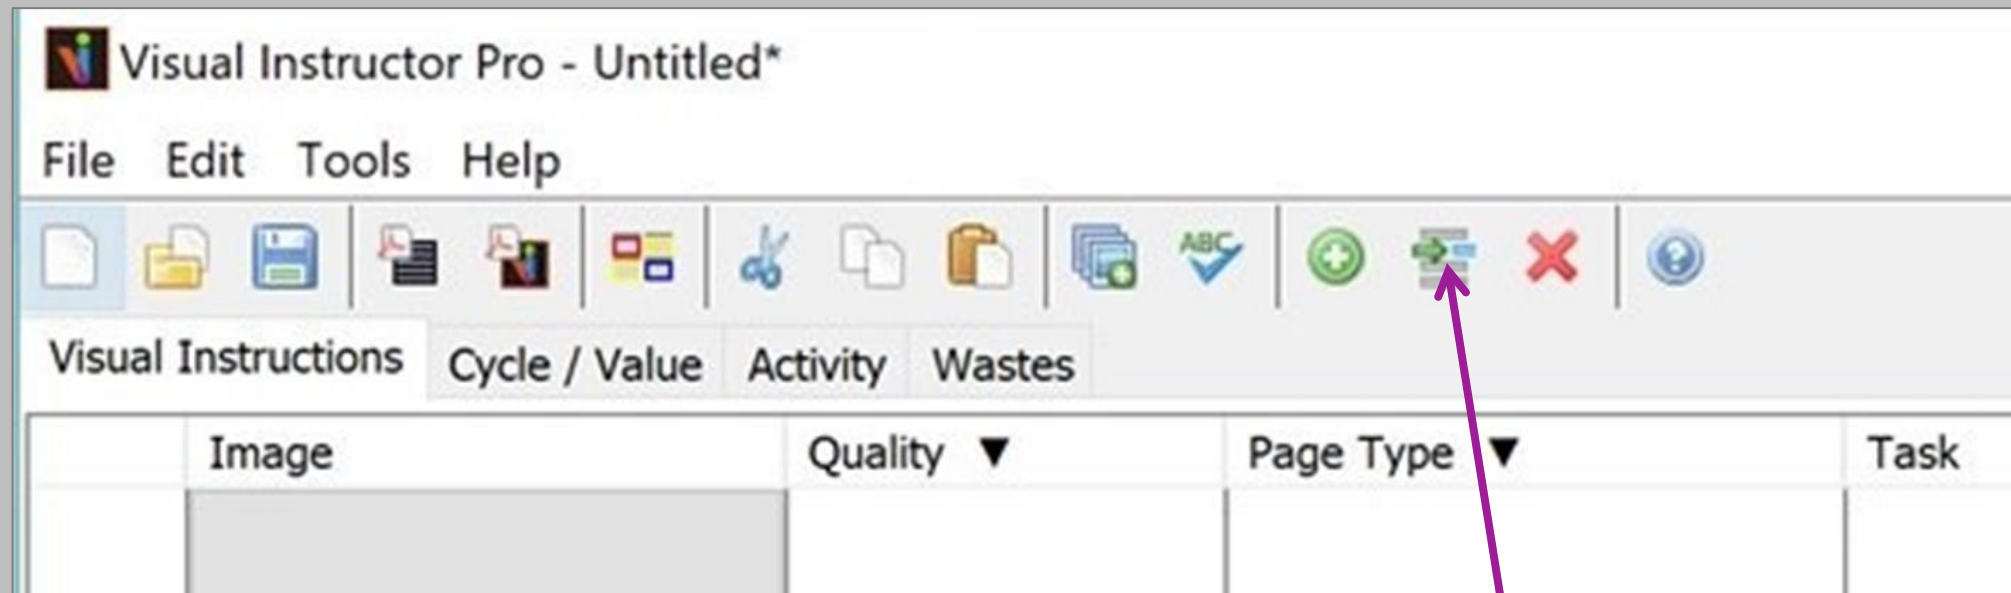 Visual Instructor Pro - Untitled*
File Edit Tools Help
ABC
Visual Instructions Cycle / Value Activity Wastes
Image Quality ▼ Page Type ▼ Task